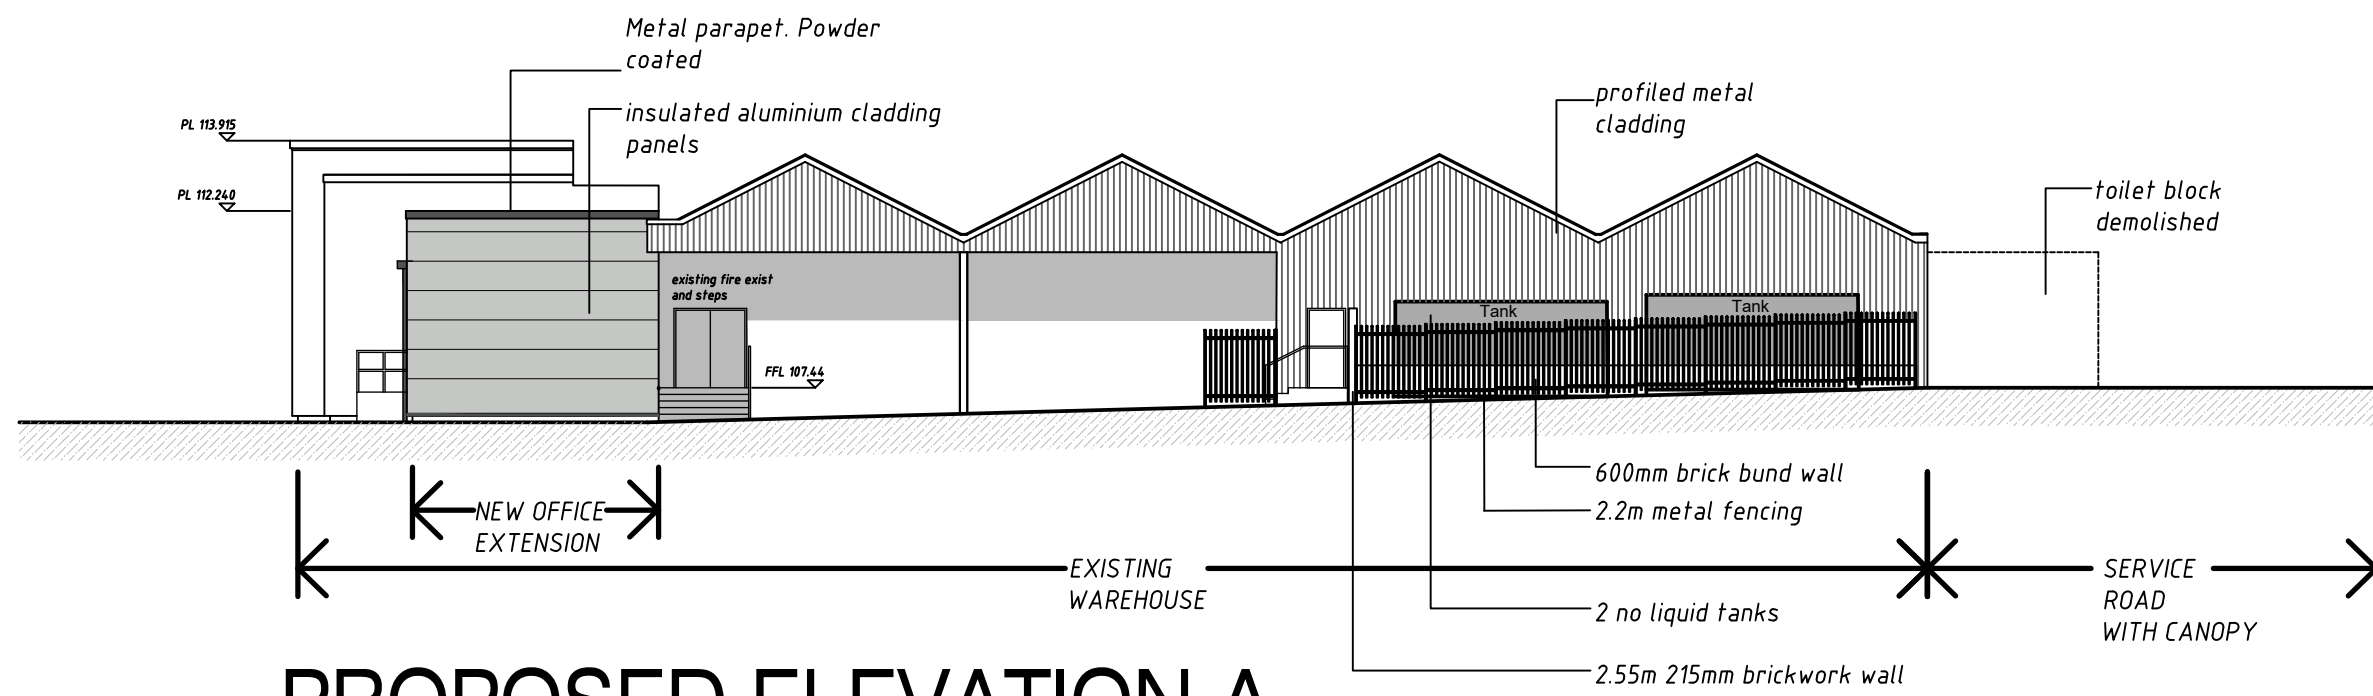 Metal parapet. Powder
coated
PL 113.915
insulated aluminium cladding
panels
profiled metal
cladding
PL 112.240
toilet block
demolished
existing fire exist
and steps
Tank
Tank
FFL 107.44
600mm brick bund wall
2.2m metal fencing
NEW OFFICE
EXTENSION
EXISTING
WAREHOUSE
SERVICE
ROAD
WITH CANOPY
2 no liquid tanks
2.55m 215mm brickwork wall
PROPOSED ELEVATION A